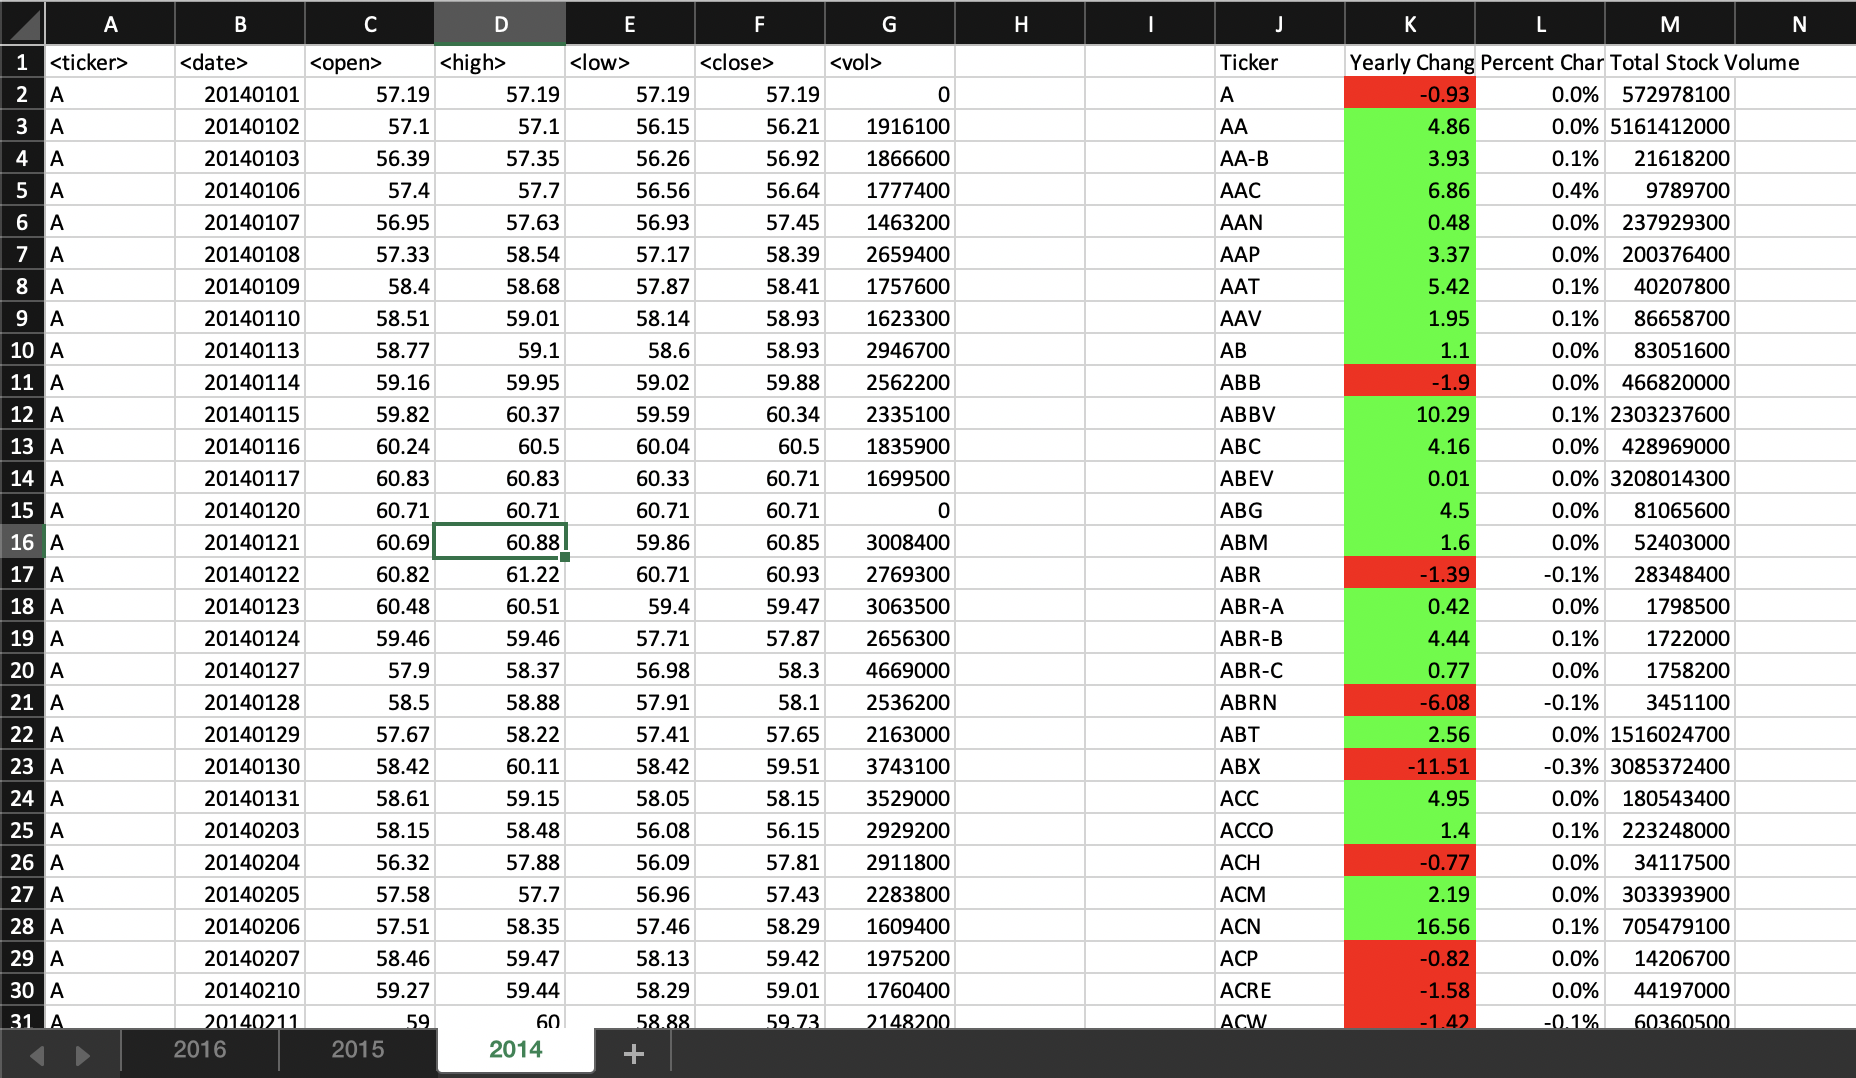 A B C D E F G H I J K L M N
1 <ticker> <date> <open> <high> <low> <close> <vol> Ticker Yearly Chang Percent Char Total Stock Volume
2 A 20140101 57.19 57.19 57.19 57.19 0 A -0.93 0.0% 572978100
3 A 20140102 57.1 57.1 56.15 56.21 1916100 AA 4.86 0.0% 5161412000
4 A 20140103 56.39 57.35 56.26 56.92 1866600 AA-B 3.93 0.1% 21618200
5 A 20140106 57.4 57.7 56.56 56.64 1777400 AAC 6.86 0.4% 9789700
6 A 20140107 56.95 57.63 56.93 57.45 1463200 AAN 0.48 0.0% 237929300
7 A 20140108 57.33 58.54 57.17 58.39 2659400 AAP 3.37 0.0% 200376400
8 A 20140109 58.4 58.68 57.87 58.41 1757600 AAT 5.42 0.1% 40207800
9 A 20140110 58.51 59.01 58.14 58.93 1623300 AAV 1.95 0.1% 86658700
10 A 20140113 58.77 59.1 58.6 58.93 2946700 AB 1.1 0.0% 83051600
11 A 20140114 59.16 59.95 59.02 59.88 2562200 ABB -1.9 0.0% 466820000
12 A 20140115 59.82 60.37 59.59 60.34 2335100 ABBV 10.29 0.1% 2303237600
13 A 20140116 60.24 60.5 60.04 60.5 1835900 ABC 4.16 0.0% 428969000
14 A 20140117 60.83 60.83 60.33 60.71 1699500 ABEV 0.01 0.0% 3208014300
15 A 20140120 60.71 60.71 60.71 60.71 0 ABG 4.5 0.0% 81065600
16 A 20140121 60.69 60.88 59.86 60.85 3008400 ABM 1.6 0.0% 52403000
17 A 20140122 60.82 61.22 60.71 60.93 2769300 ABR -1.39 -0.1% 28348400
18 A 20140123 60.48 60.51 59.4 59.47 3063500 ABR-A 0.42 0.0% 1798500
19 A 20140124 59.46 59.46 57.71 57.87 2656300 ABR-B 4.44 0.1% 1722000
20 A 20140127 57.9 58.37 56.98 58.3 4669000 ABR-C 0.77 0.0% 1758200
21 A 20140128 58.5 58.88 57.91 58.1 2536200 ABRN -6.08 -0.1% 3451100
22 A 20140129 57.67 58.22 57.41 57.65 2163000 ABT 2.56 0.0% 1516024700
23 A 20140130 58.42 60.11 58.42 59.51 3743100 ABX -11.51 -0.3% 3085372400
24 A 20140131 58.61 59.15 58.05 58.15 3529000 ACC 4.95 0.0% 180543400
25 A 20140203 58.15 58.48 56.08 56.15 2929200 ACCO 1.4 0.1% 223248000
26 A 20140204 56.32 57.88 56.09 57.81 2911800 ACH -0.77 0.0% 34117500
27 A 20140205 57.58 57.7 56.96 57.43 2283800 ACM 2.19 0.0% 303393900
28 A 20140206 57.51 58.35 57.46 58.29 1609400 ACN 16.56 0.1% 705479100
29 A 20140207 58.46 59.47 58.13 59.42 1975200 ACP -0.82 0.0% 14206700
30 A 20140210 59.27 59.44 58.29 59.01 1760400 ACRE -1.58 0.0% 44197000
31 A 20140211 59 60 58.88 59.73 2148200 ACW -1.42 -0.1% 60360500
2016 2015 2014 +